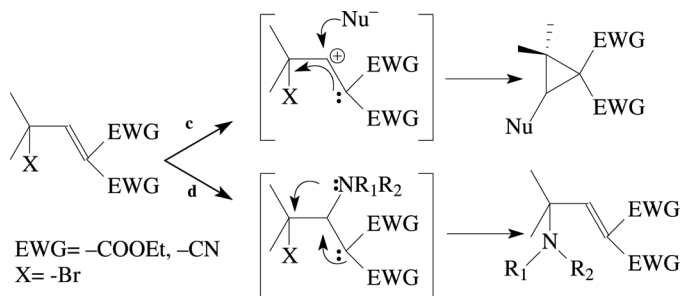 Nu⁻
⊕
EWG
X
:
EWG
EWG
EWG
Nu
c
EWG
X
EWG
d
:NR₁R₂
EWG
X
:
EWG
EWG
N
EWG
R₁ R₂
EWG= –COOEt, –CN
X= -Br